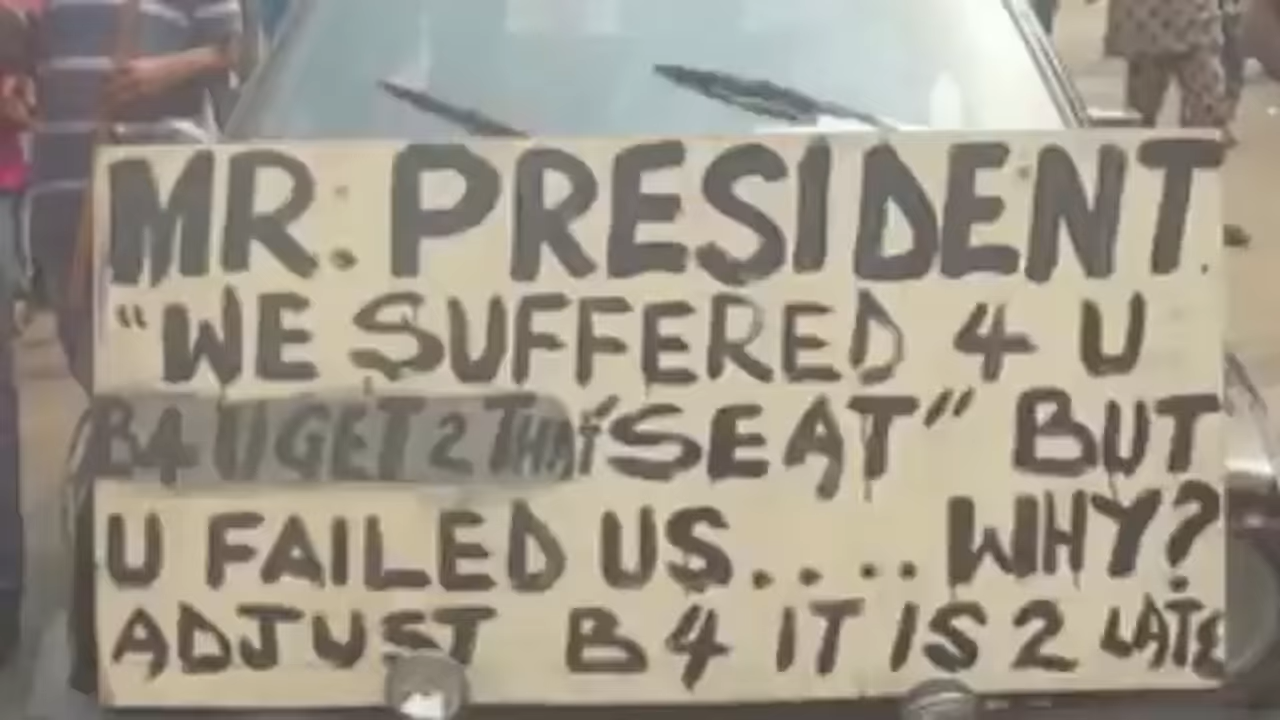 MR. PRESIDENT.
"WE SUFFERED 4 U
B4 U GET 2 THAT "SEAT" BUT
U FAILED US.... WHY?
ADJUST B4 IT IS 2 LATE